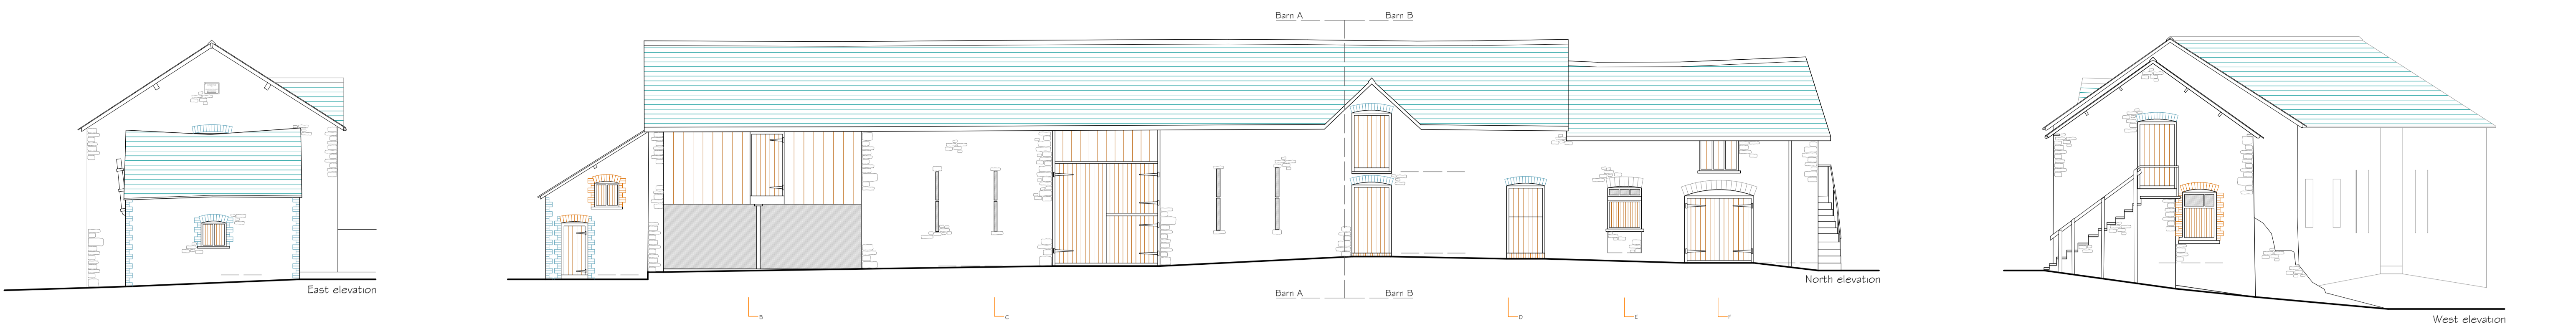 Barn A Barn B
East elevation
North elevation
Barn A Barn B
West elevation
B C D E F